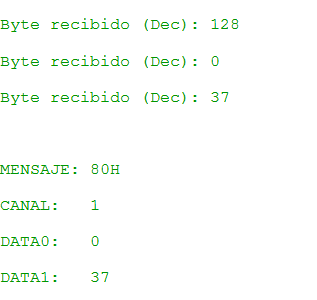 Byte recibido (Dec): 128
Byte recibido (Dec): 0
Byte recibido (Dec): 37
MENSAJE: 80H
CANAL: 1
DATA0: 0
DATA1: 37